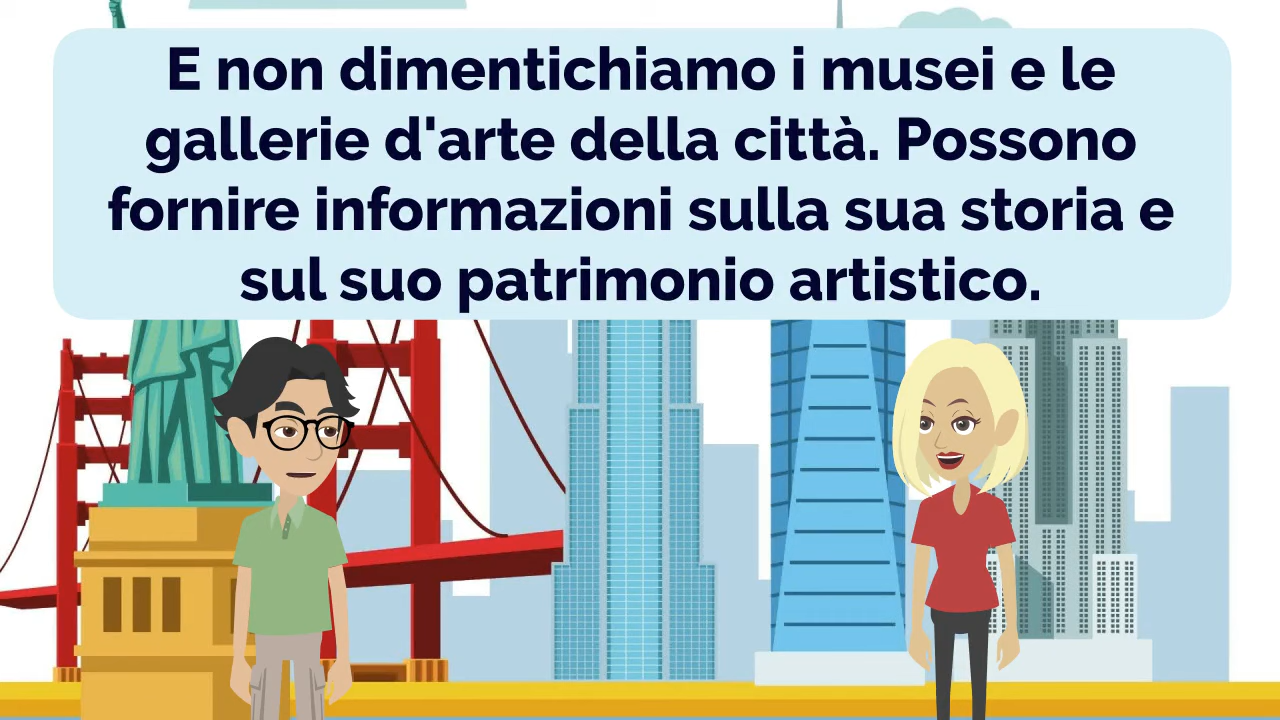 E non dimentichiamo i musei e le
gallerie d'arte della città. Possono
fornire informazioni sulla sua storia e
sul suo patrimonio artistico.